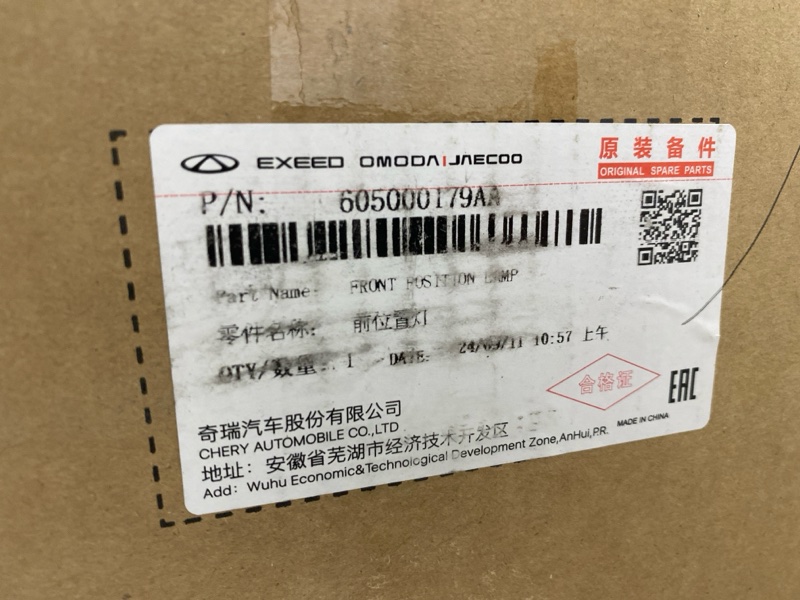 EXEED OMODA|JAECOO
原装备件
ORIGINAL SPARE PARTS
P/N: 605000179AA
Part Name: FRONT POSITION LAMP
零件名称: 前位置灯
QTY/数量: 1 DATE: 24/09/11 10:57 上午
合格证
EAC
奇瑞汽车股份有限公司
CHERY AUTOMOBILE CO.,LTD
MADE IN CHINA
地址: 安徽省芜湖市经济技术开发区
Add: Wuhu Economic&Technological Development Zone,AnHui,P.R.